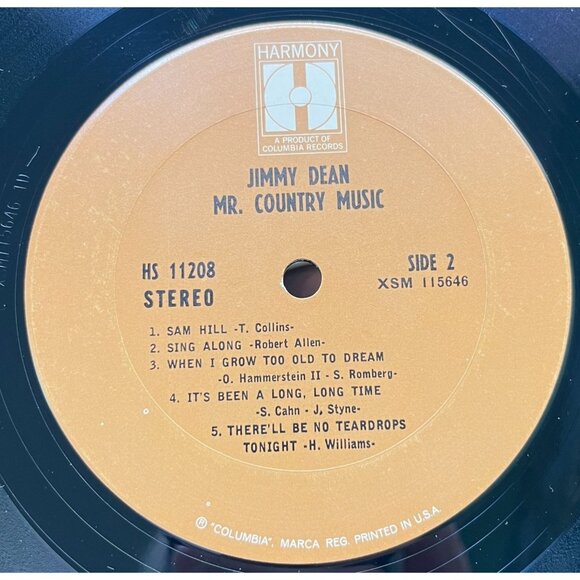 HARMONY
A PRODUCT OF
COLUMBIA RECORDS
JIMMY DEAN
MR. COUNTRY MUSIC
HS 11208
STEREO
SIDE 2
XSM 115646
1. SAM HILL -T. Collins-
2. SING ALONG -Robert Allen-
3. WHEN I GROW TOO OLD TO DREAM
-O. Hammerstein II - S. Romberg-
4. IT'S BEEN A LONG, LONG TIME
-S. Cahn - J. Styne-
5. THERE'LL BE NO TEARDROPS
TONIGHT -H. Williams-
® "COLUMBIA", MARCA REG. PRINTED IN U.S.A.